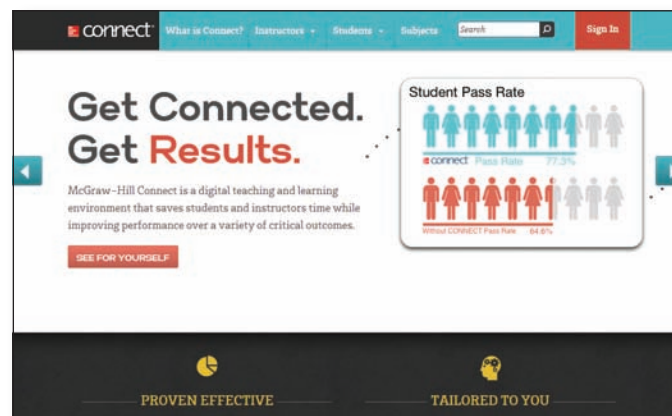 connect What is Connect? Instructors Students Subjects Search Sign In
Get Connected.
Get Results.
McGraw-Hill Connect is a digital teaching and learning
environment that saves students and instructors time while
improving performance over a variety of critical outcomes.
SEE FOR YOURSELF
Student Pass Rate
connect Pass Rate 77.3%
Without CONNECT Pass Rate 64.6%
PROVEN EFFECTIVE TAILORED TO YOU